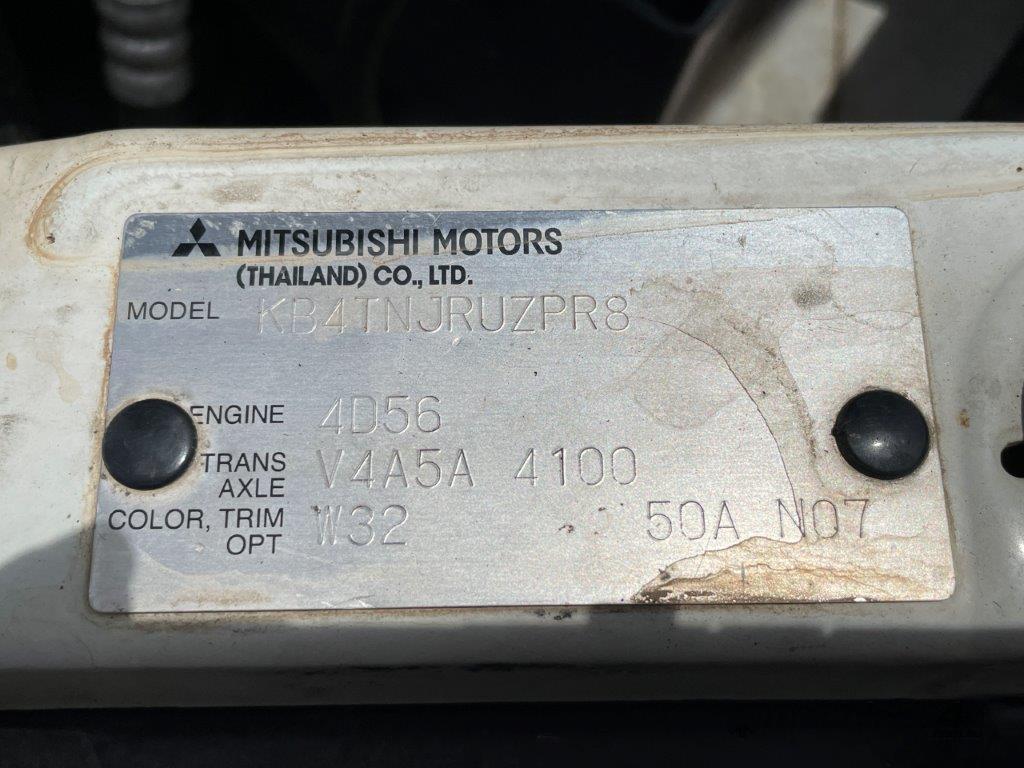 MITSUBISHI MOTORS
(THAILAND) CO., LTD.
MODEL KB4TNJRUZPR8
ENGINE 4D56
TRANS V4A5A 4100
AXLE
COLOR, TRIM W32 50A N07
OPT